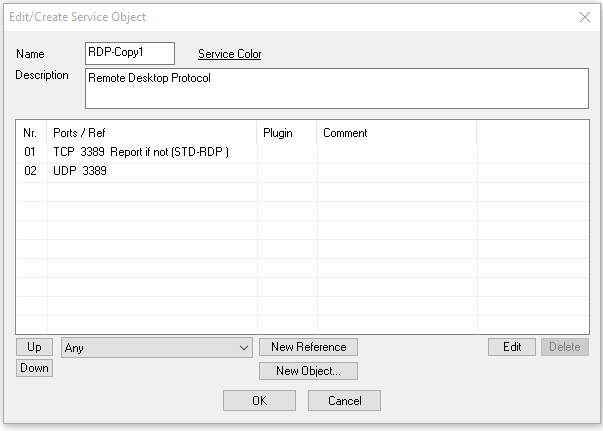 Edit/Create Service Object
Name RDP-Copy1 Service Color
Description Remote Desktop Protocol
Nr. Ports / Ref Plugin Comment
01 TCP 3389 Report if not (STD-RDP )
02 UDP 3389
Up Any New Reference Edit Delete
Down New Object...
OK Cancel